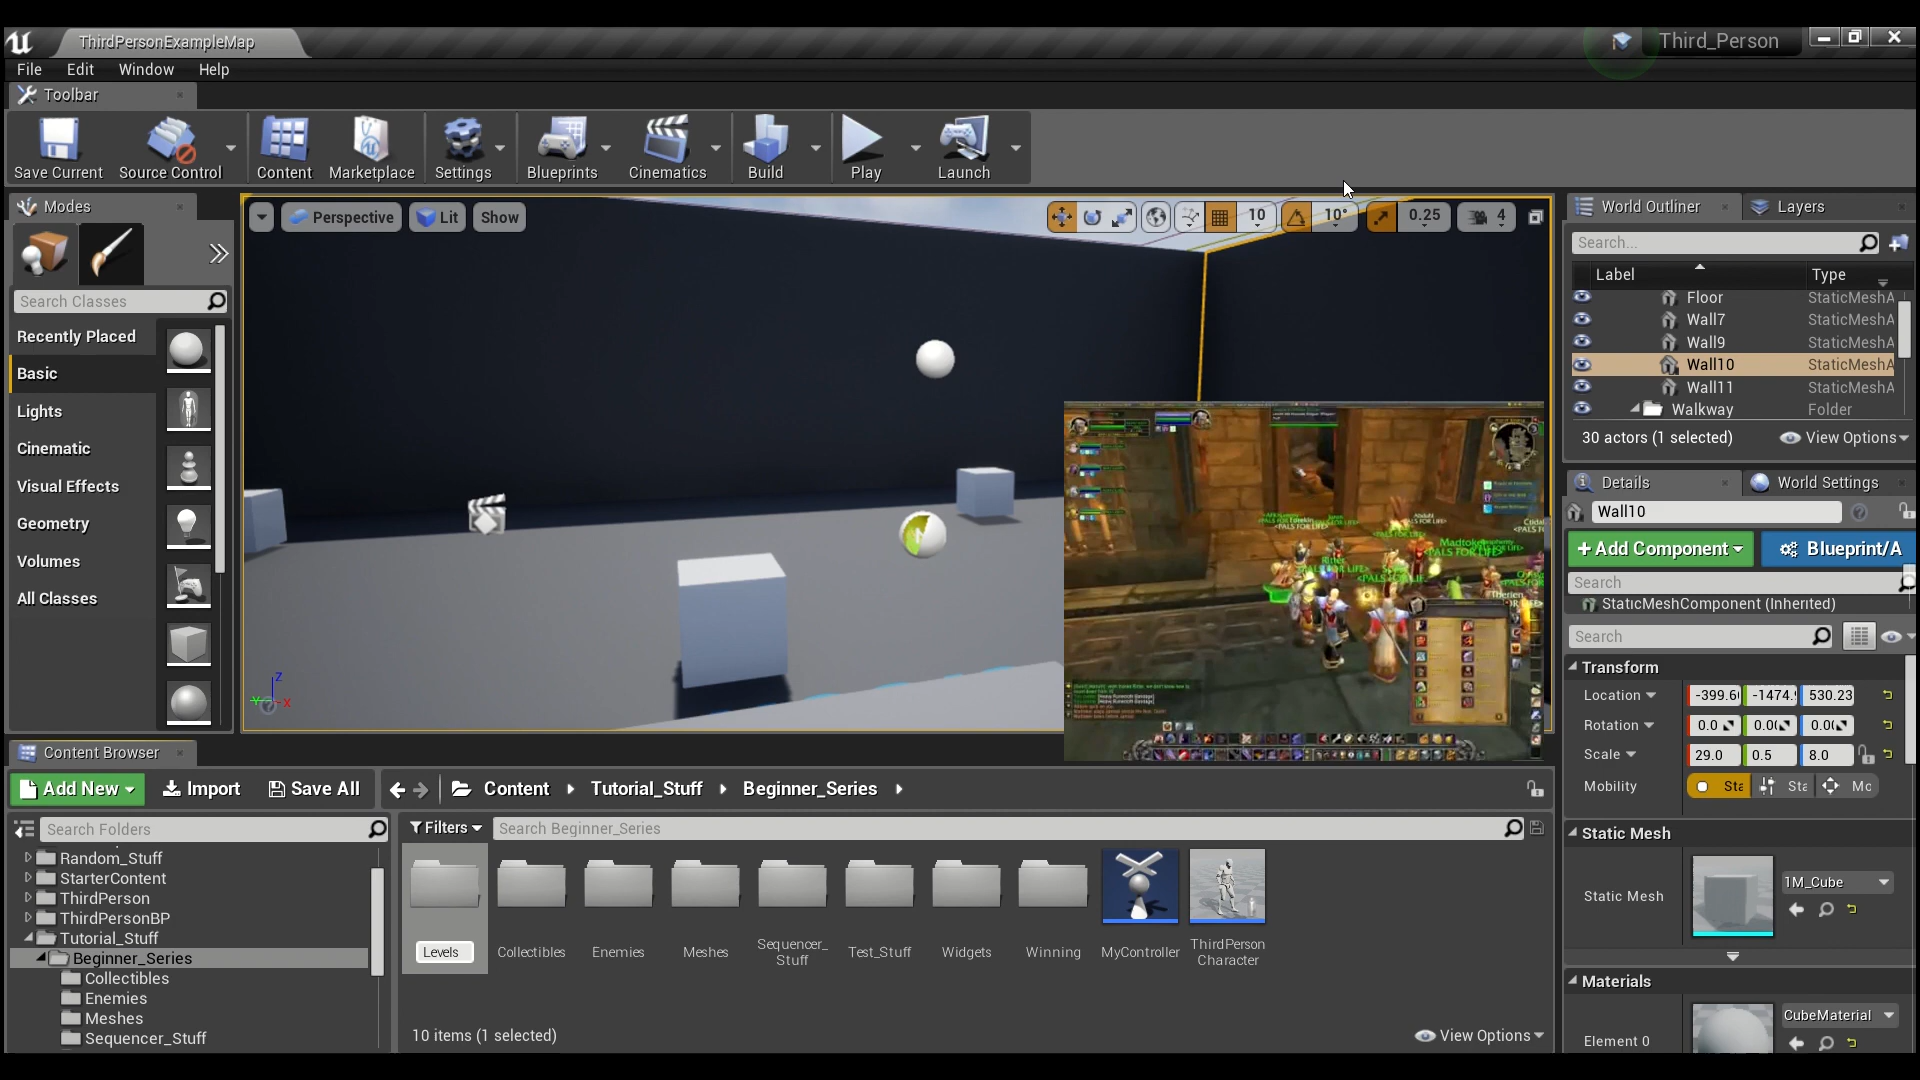 ThirdPersonExampleMap
Third_Person
File Edit Window Help
Toolbar
Save Current
Source Control
Content
Marketplace
Settings
Blueprints
Cinematics
Build
Play
Launch
Modes
Search Classes
Recently Placed
Basic
Lights
Cinematic
Visual Effects
Geometry
Volumes
All Classes
Perspective
Lit
Show
10
10°
0.25
4
Z
X
PALS FOR LIFE
World Outliner
Layers
Search...
Label Type
Floor StaticMeshA
Wall7 StaticMeshA
Wall9 StaticMeshA
Wall10 StaticMeshA
Wall11 StaticMeshA
Walkway Folder
30 actors (1 selected)
View Options
Details
World Settings
Wall10
+ Add Component
Blueprint/A
Search
StaticMeshComponent (Inherited)
Search
Transform
Location
530.23
Rotation 0.0
Scale 29.0 0.5 8.0
Mobility Sta Sta Mc
Static Mesh
Static Mesh
1M_Cube
Materials
Element 0
CubeMaterial
Content Browser
Add New
Import
Save All
Content
Tutorial_Stuff
Beginner_Series
Search Folders
Random_Stuff
StarterContent
ThirdPerson
ThirdPersonBP
Tutorial_Stuff
Beginner_Series
Collectibles
Enemies
Meshes
Sequencer_Stuff
Filters
Search Beginner_Series
Levels
Collectibles
Enemies
Meshes
Sequencer_
Stuff
Test_Stuff
Widgets
Winning
MyController
ThirdPerson
Character
10 items (1 selected)
View Options